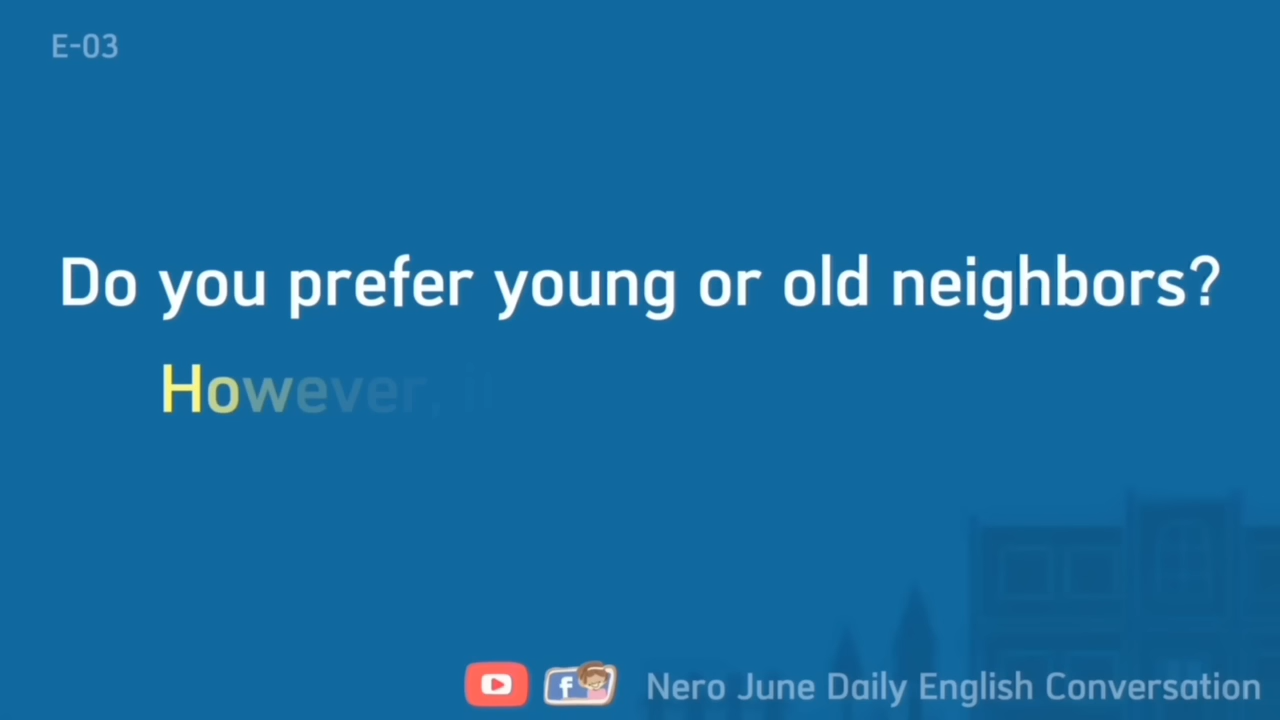 E-03
Do you prefer young or old neighbors?
However,
Nero June Daily English Conversation